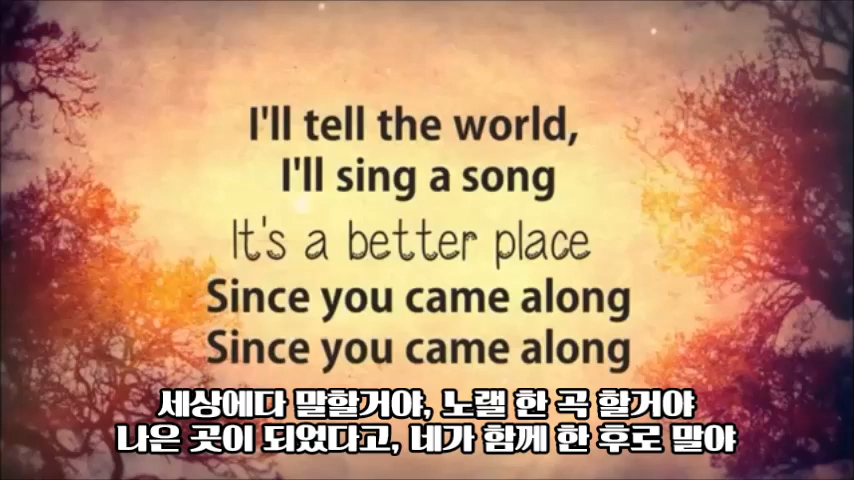 I'll tell the world,
I'll sing a song
It's a better place
Since you came along
Since you came along
세상에다 말할거야, 노랠 한 곡 할거야
나은 곳이 되었다고, 네가 함께 한 후로 말야